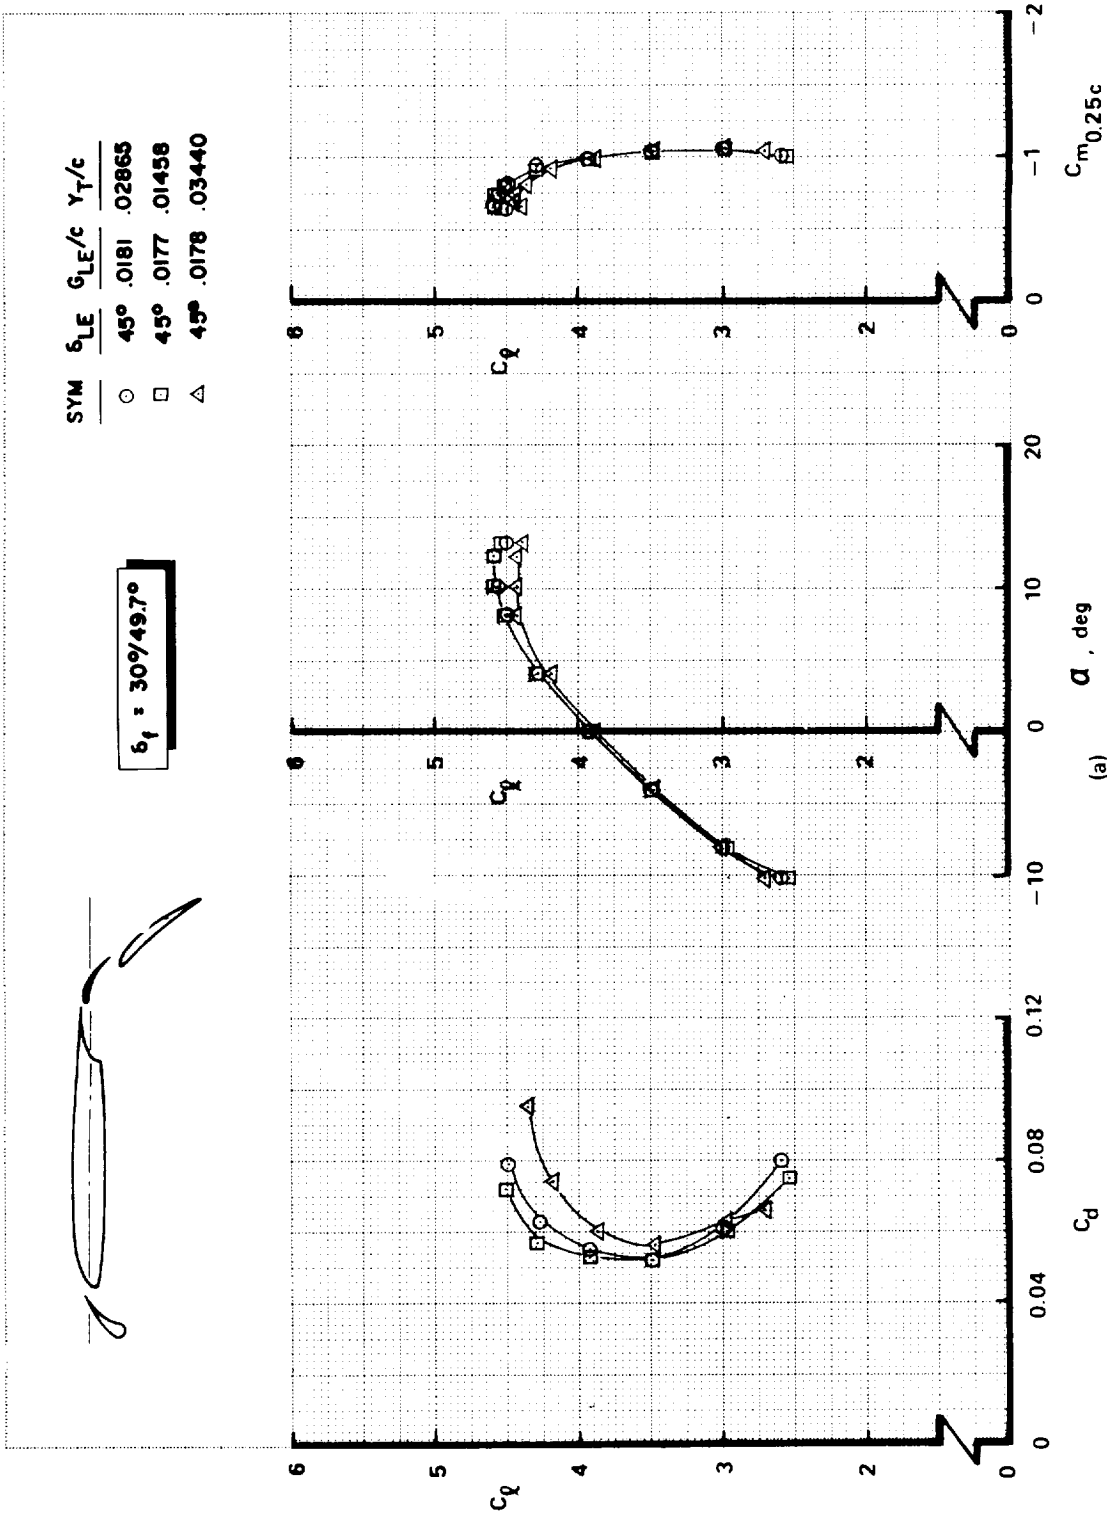 δf = 30°/49.7°
SYM δLE GLE/c YT/c
○ 45° .0181 .02865
□ 45° .0177 .01458
△ 45° .0178 .03440
6
5
Cℓ
4
3
2
0
0
0.04
0.08
0.12
Cd
6
5
Cℓ
4
3
2
−10
0
10
20
α , deg
6
5
Cℓ
4
3
2
0
0
−1
−2
Cm0.25c
(a)